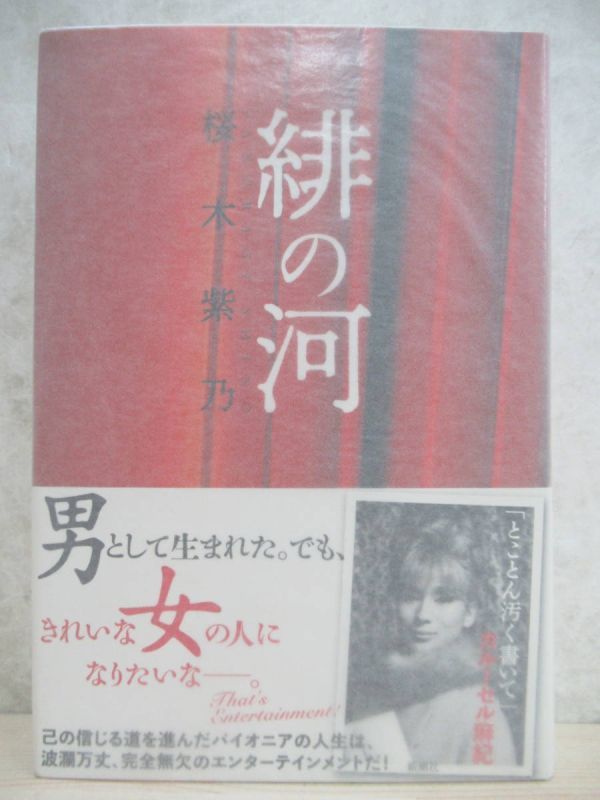 緋の河
桜木紫乃
男として生まれた。でも、
きれいな女の人に
なりたいな——。
That's
Entertainment!
己の信じる道を進んだパイオニアの人生は、
波瀾万丈、完全無欠のエンターテインメントだ!
「とことん汚く書いて」
カルーセル麻紀
新潮社